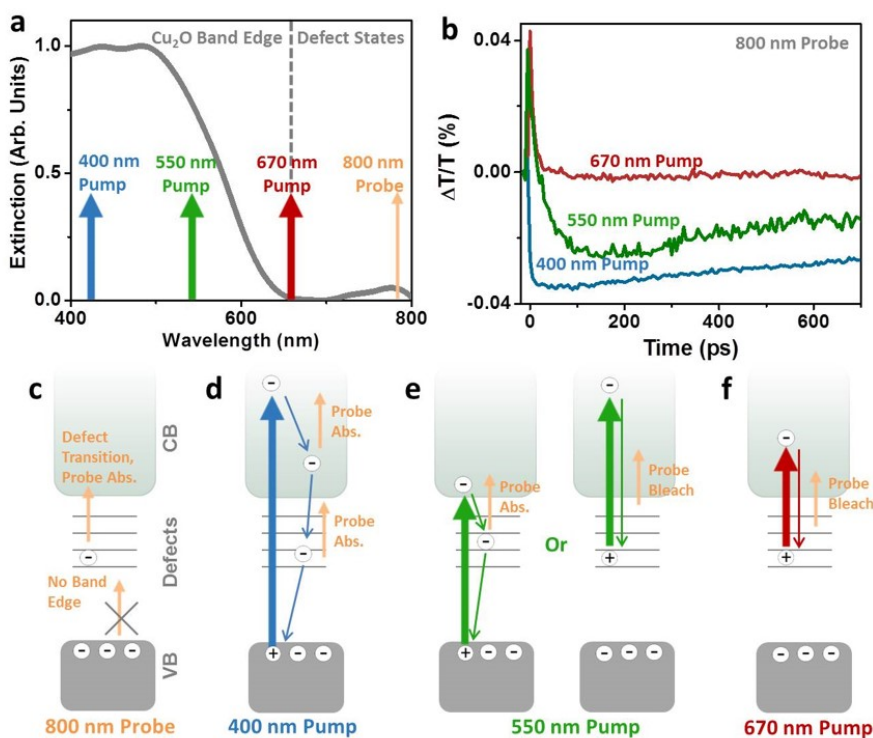 a
Cu₂O Band Edge
Defect States
Extinction (Arb. Units)
1.0
0.5
0.0
400 nm
Pump
550 nm
Pump
670 nm
Pump
800 nm
Probe
400
500
600
700
800
Wavelength (nm)
b
800 nm Probe
ΔT/T (%)
0.04
0.00
-0.04
670 nm Pump
550 nm Pump
400 nm Pump
0
200
400
600
Time (ps)
c
Defect
Transition,
Probe Abs.
−
No Band
Edge
− − −
800 nm Probe
CB
Defects
VB
d
−
Probe
Abs.
−
Probe
Abs.
−
+ − −
400 nm Pump
e
−
Probe
Abs.
−
+ − −
Or
−
Probe
Bleach
+
− − −
550 nm Pump
f
−
Probe
Bleach
+
− − −
670 nm Pump